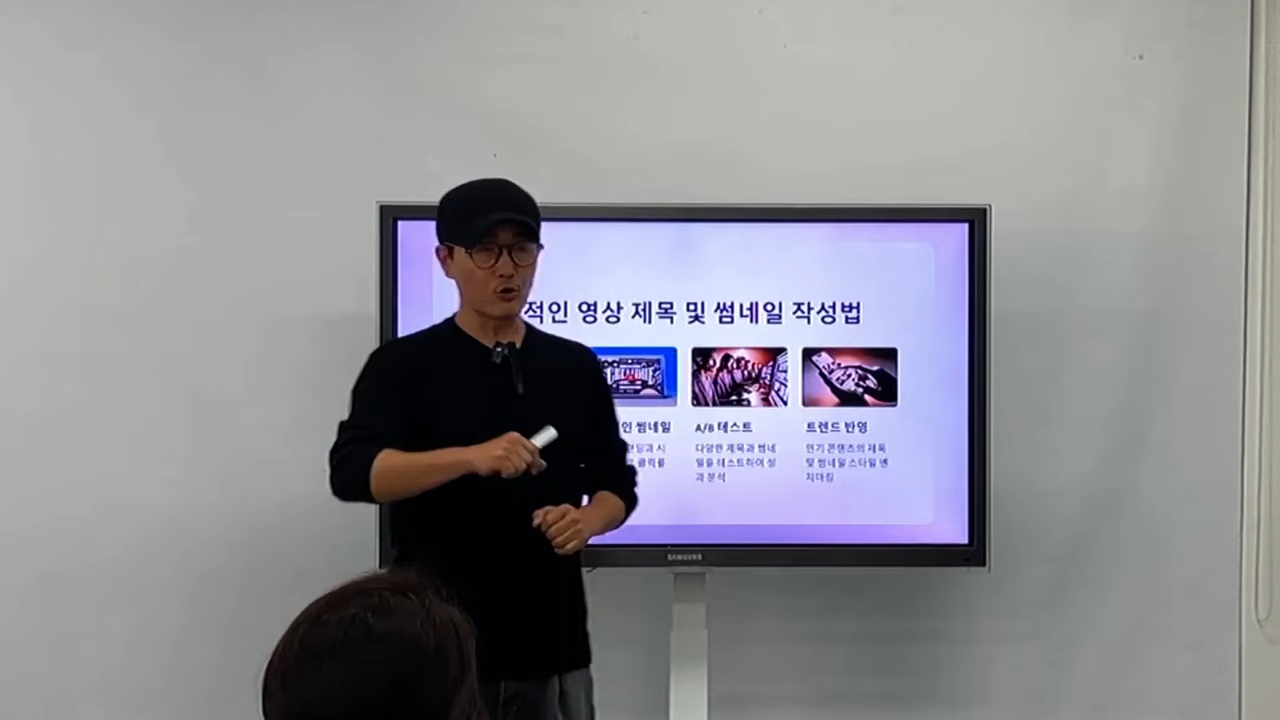 적인 영상 제목 및 썸네일 작성법
인 썸네일
A/B 테스트
다양한 제목과 썸네
일을 테스트하여 성
과 분석
트렌드 반영
인기 콘텐츠의 제목
및 썸네일 스타일 벤
치마킹
SAMSUNG